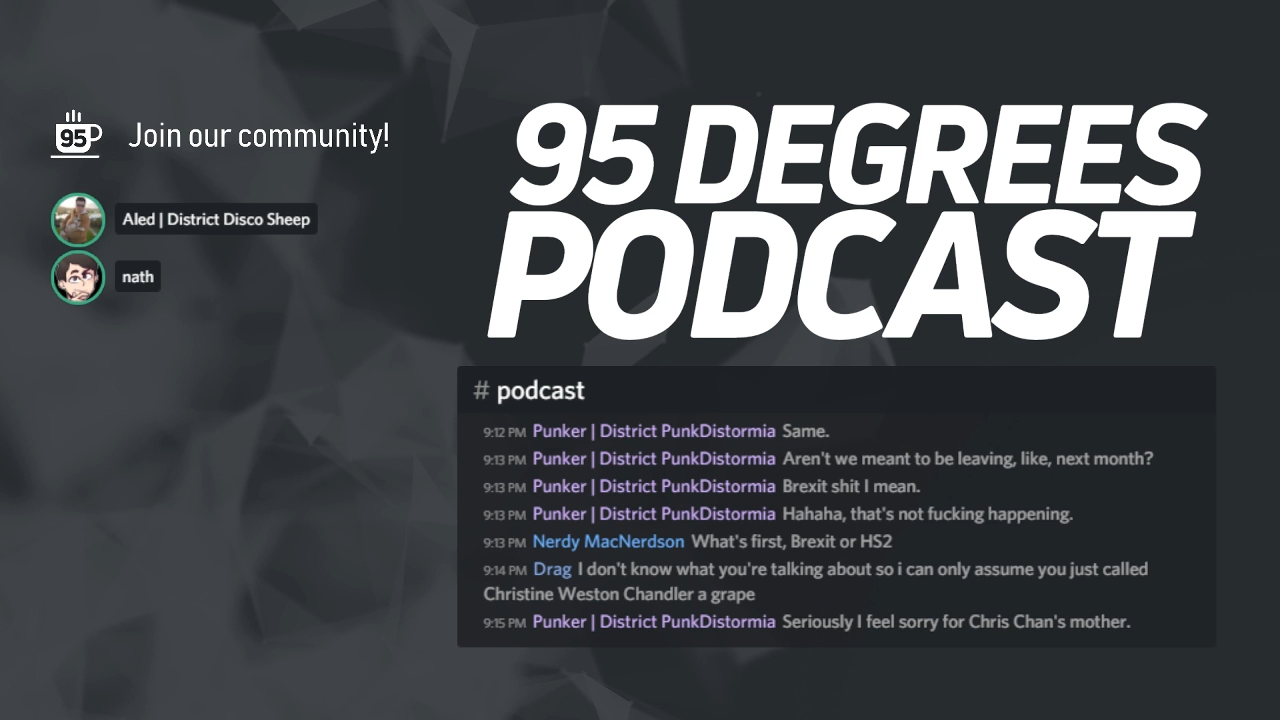 95
Join our community!
Aled | District Disco Sheep
nath
95 DEGREES
PODCAST
# podcast
9:12 PM Punker | District PunkDistormia Same.
9:13 PM Punker | District PunkDistormia Aren't we meant to be leaving, like, next month?
9:13 PM Punker | District PunkDistormia Brexit shit I mean.
9:13 PM Punker | District PunkDistormia Hahaha, that's not fucking happening.
9:13 PM Nerdy MacNerdson What's first, Brexit or HS2
9:14 PM Drag I don't know what you're talking about so i can only assume you just called
Christine Weston Chandler a grape
9:15 PM Punker | District PunkDistormia Seriously I feel sorry for Chris Chan's mother.